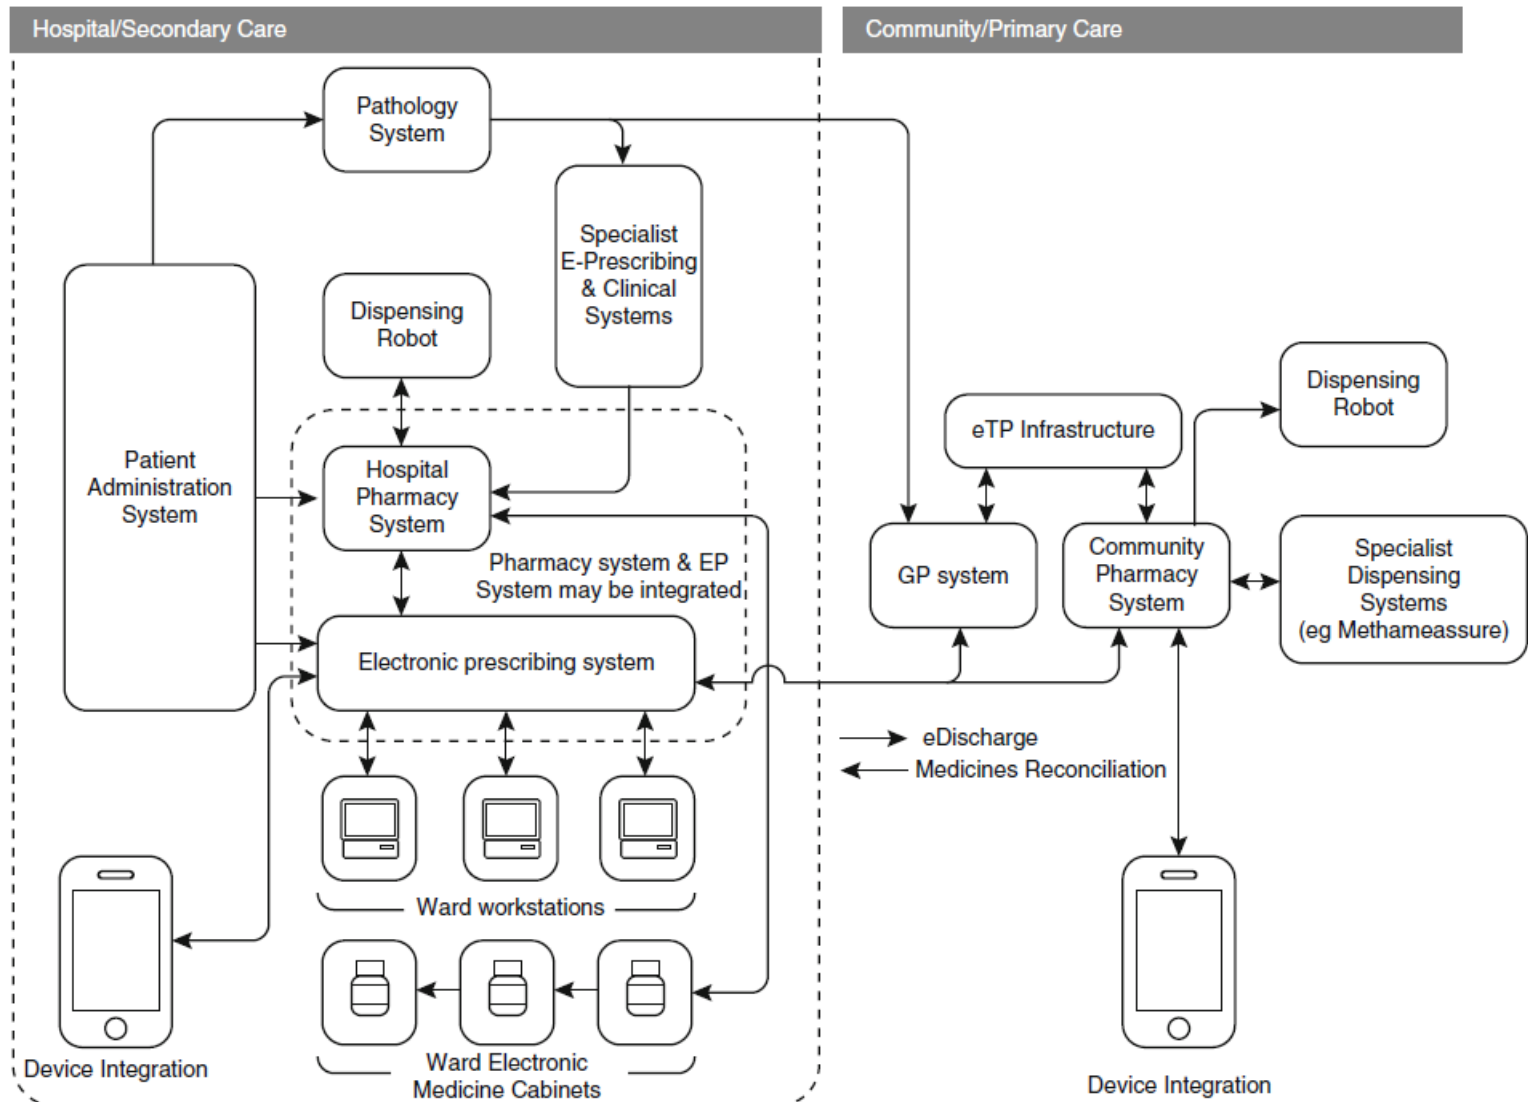 Hospital/Secondary Care
Community/Primary Care
Pathology
System
Specialist
E-Prescribing
& Clinical
Systems
Dispensing
Robot
Patient
Administration
System
Hospital
Pharmacy
System
Pharmacy system & EP
System may be integrated
Electronic prescribing system
Ward workstations
Ward Electronic
Medicine Cabinets
Device Integration
eTP Infrastructure
Dispensing
Robot
GP system
Community
Pharmacy
System
Specialist
Dispensing
Systems
(eg Methameassure)
eDischarge
Medicines Reconciliation
Device Integration